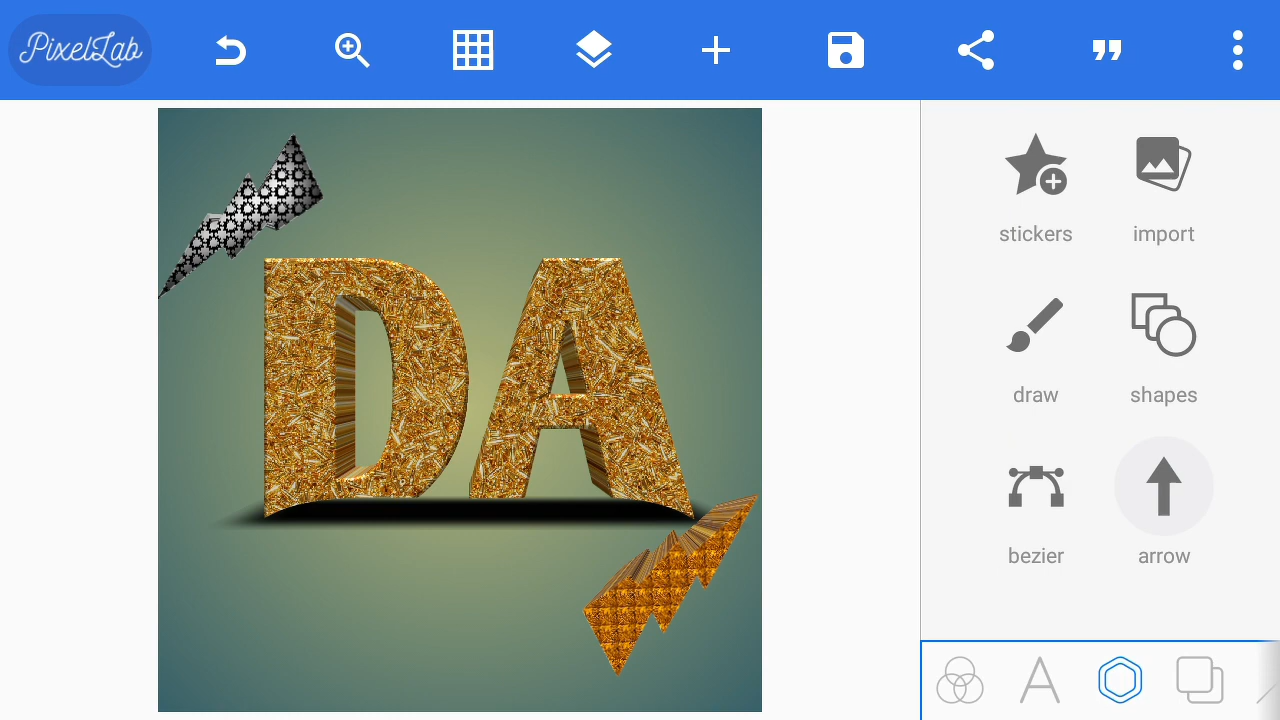 PixelLab
DA
stickers
import
draw
shapes
bezier
arrow